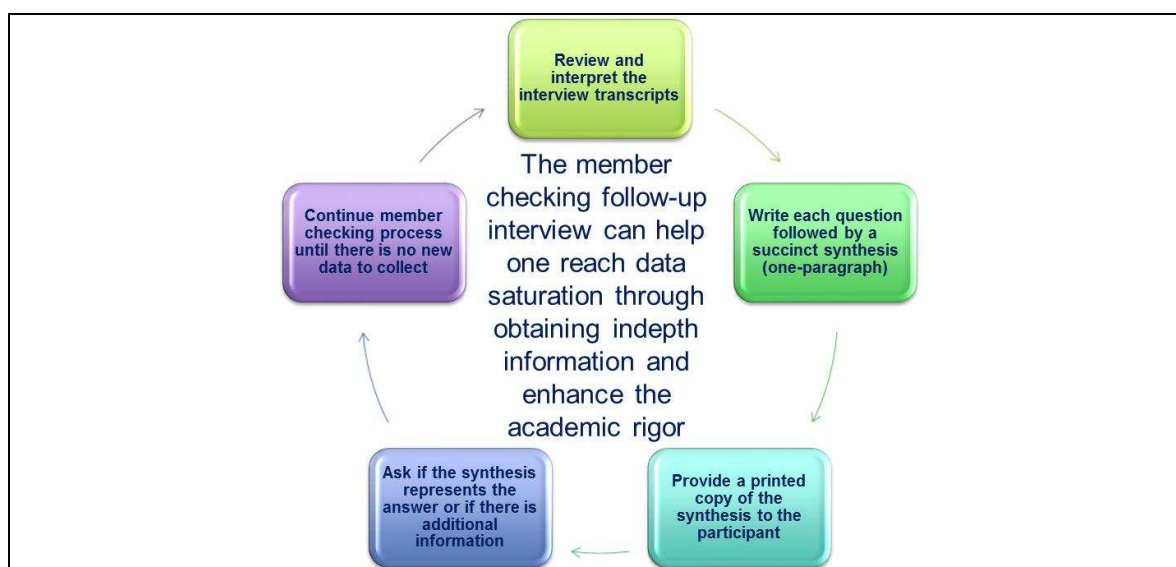 Review and
interpret the
interview transcripts
The member
checking follow-up
interview can help
one reach data
saturation through
obtaining indepth
information and
enhance the
academic rigor
Write each question
followed by a
succinct synthesis
(one-paragraph)
Provide a printed
copy of the
synthesis to the
participant
Ask if the synthesis
represents the
answer or if there is
additional
information
Continue member
checking process
until there is no new
data to collect